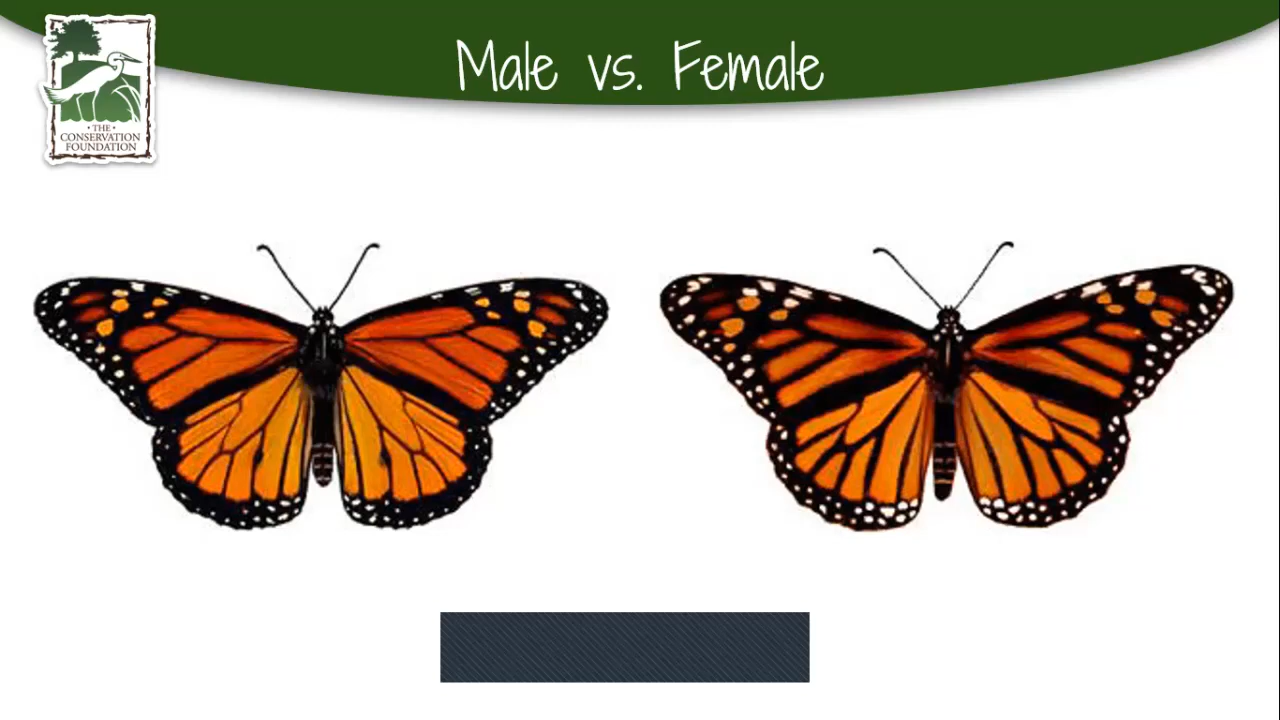 Male vs. Female
• THE •
CONSERVATION
FOUNDATION